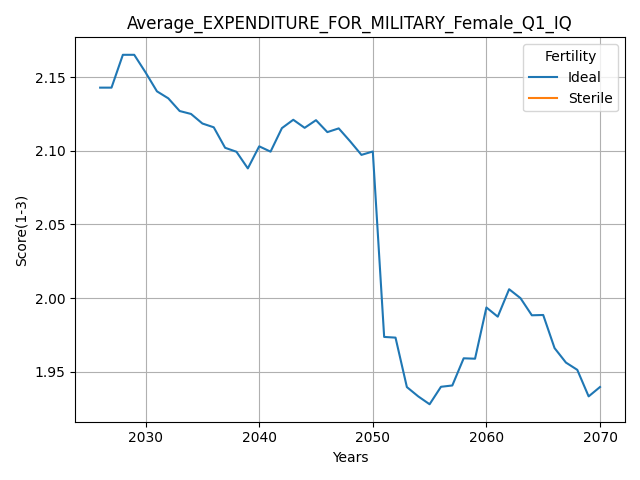 Average_EXPENDITURE_FOR_MILITARY_Female_Q1_IQ
Fertility
Ideal
Sterile
Score(1-3)
2.15
2.10
2.05
2.00
1.95
2030
2040
2050
2060
2070
Years